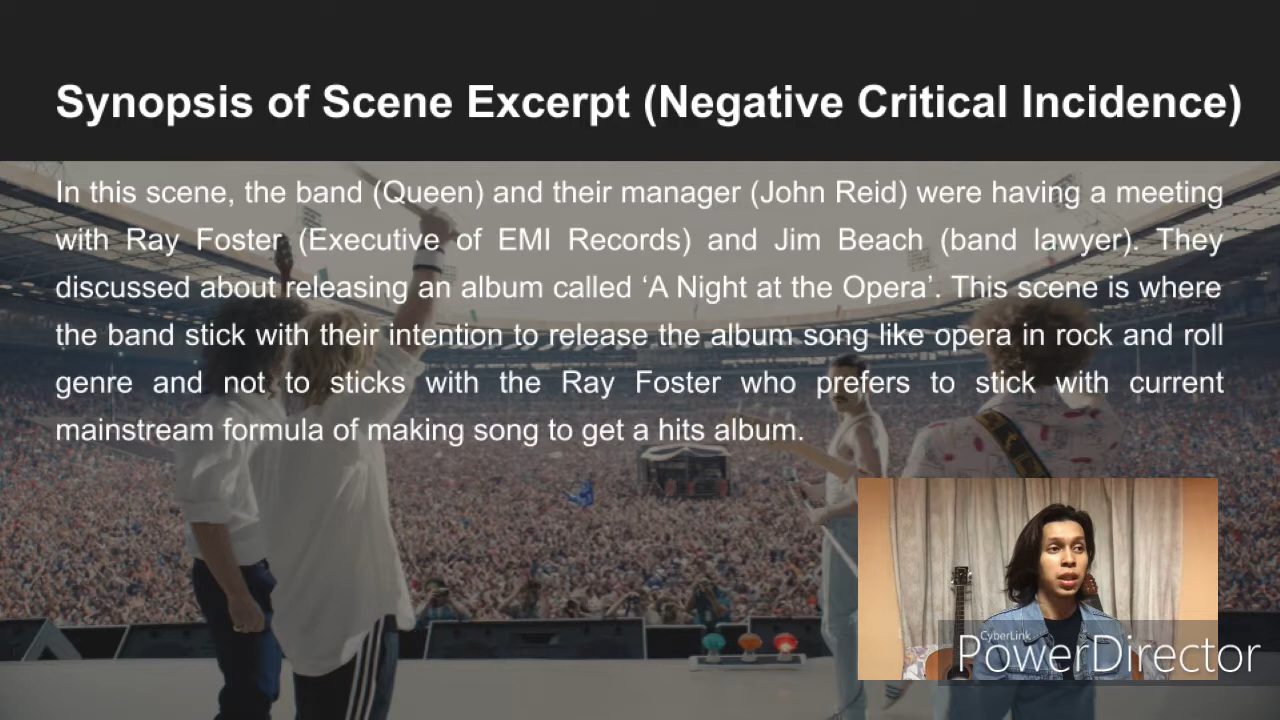 Synopsis of Scene Excerpt (Negative Critical Incidence)
In this scene, the band (Queen) and their manager (John Reid) were having a meeting
with Ray Foster (Executive of EMI Records) and Jim Beach (band lawyer). They
discussed about releasing an album called ‘A Night at the Opera’. This scene is where
the band stick with their intention to release the album song like opera in rock and roll
genre and not to sticks with the Ray Foster who prefers to stick with current
mainstream formula of making song to get a hits album.
CyberLink
PowerDirector